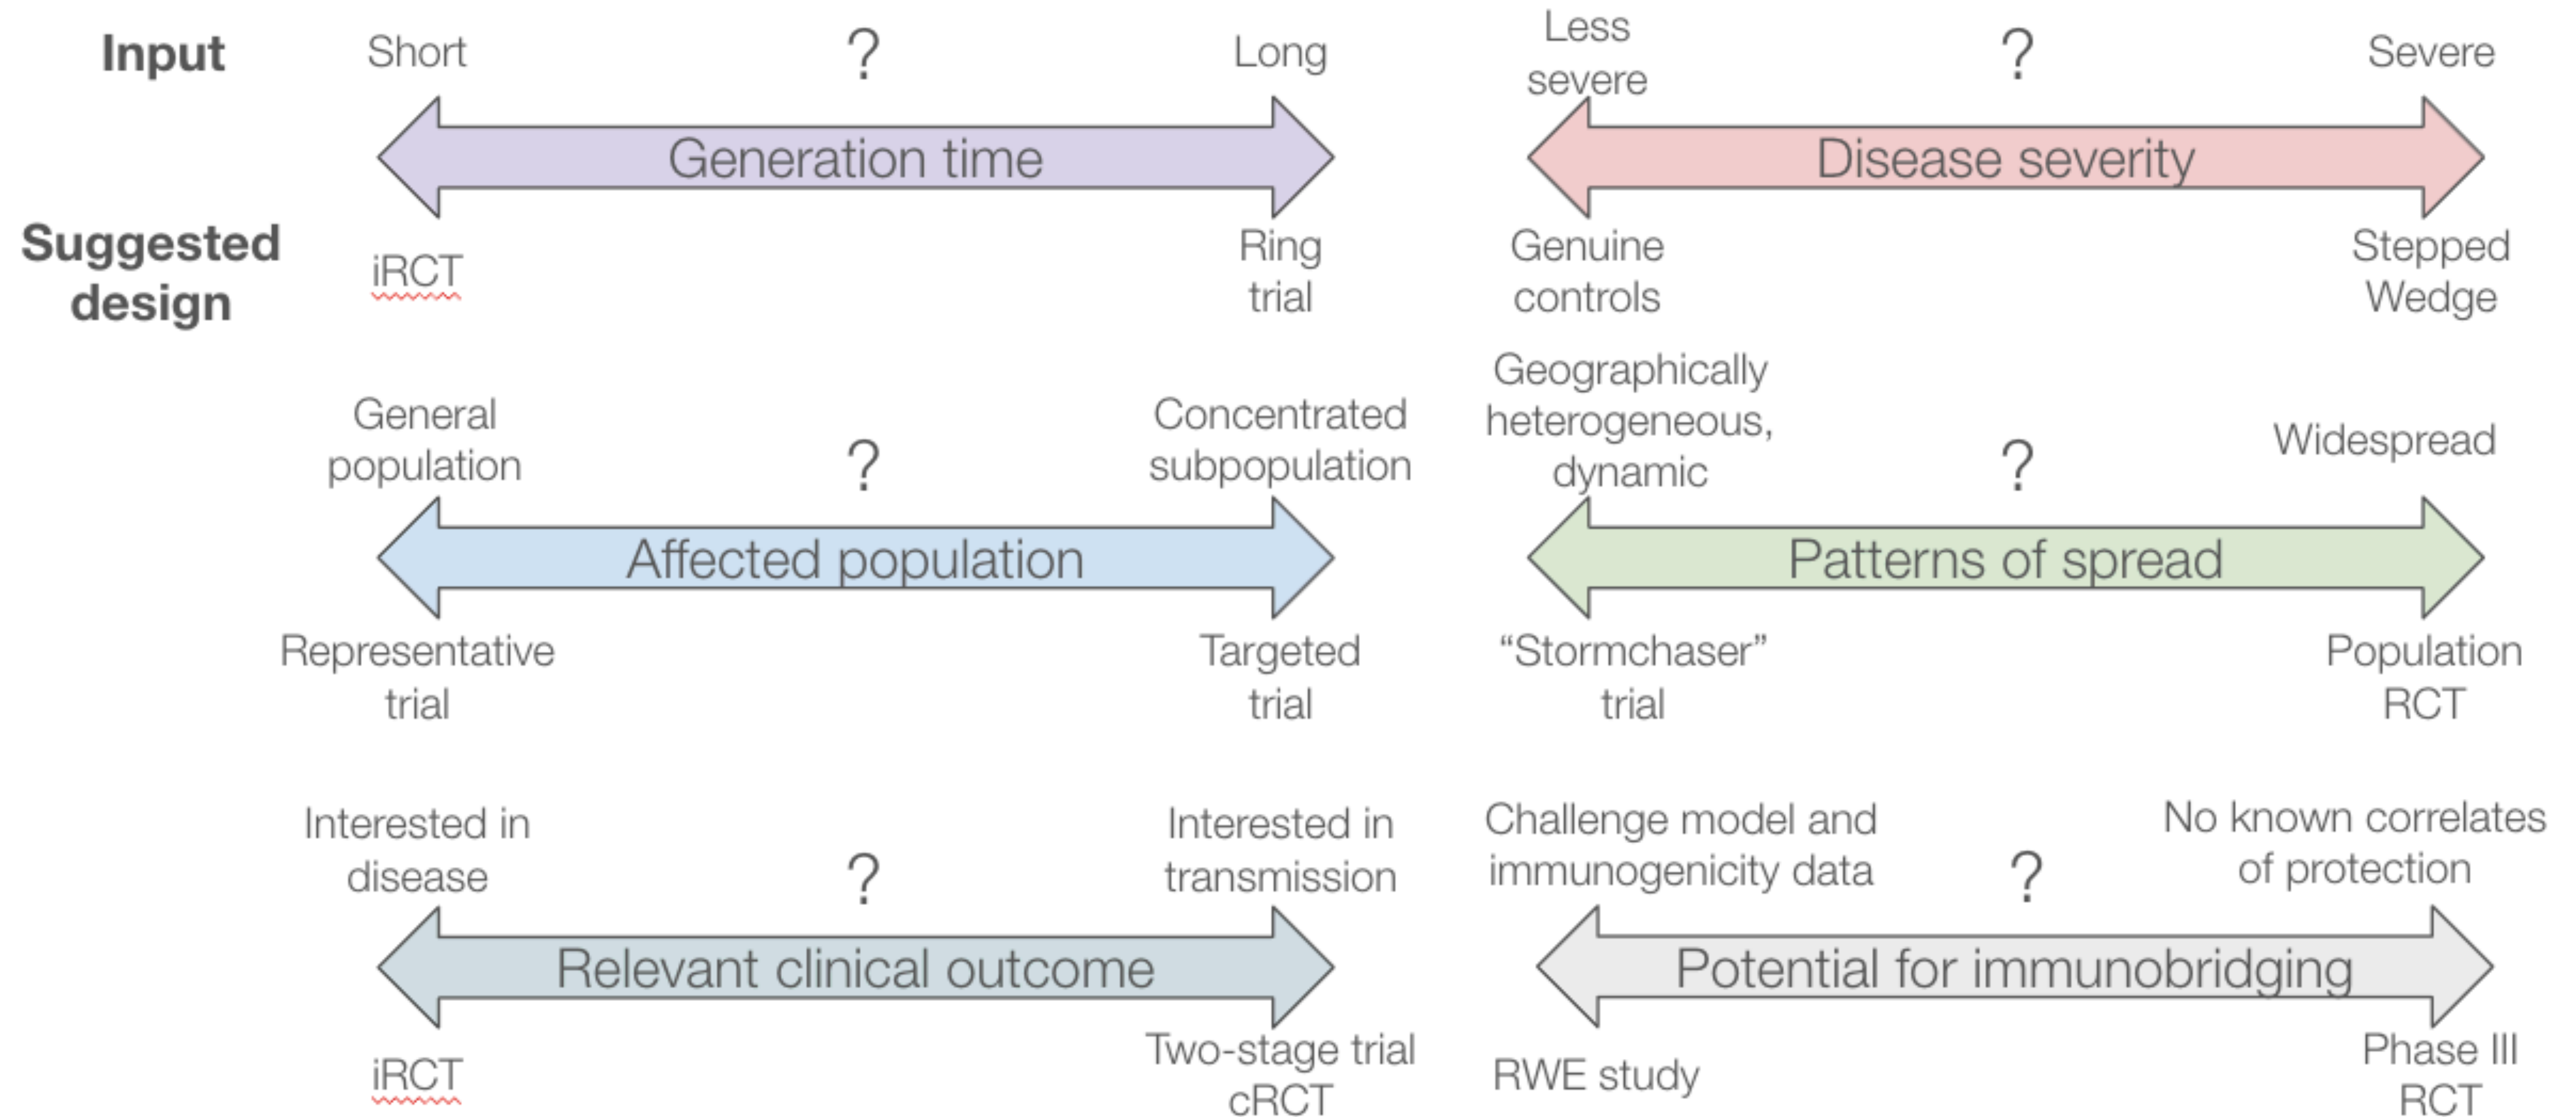 Input
Short
?
Long
Generation time
Suggested
design
iRCT
Ring
trial
Less
severe
?
Severe
Disease severity
Genuine
controls
Stepped
Wedge
General
population
?
Concentrated
subpopulation
Affected population
Representative
trial
Targeted
trial
Geographically
heterogeneous,
dynamic
?
Widespread
Patterns of spread
“Stormchaser”
trial
Population
RCT
Interested in
disease
?
Interested in
transmission
Relevant clinical outcome
iRCT
Two-stage trial
cRCT
Challenge model and
immunogenicity data
?
No known correlates
of protection
Potential for immunobridging
RWE study
Phase III
RCT